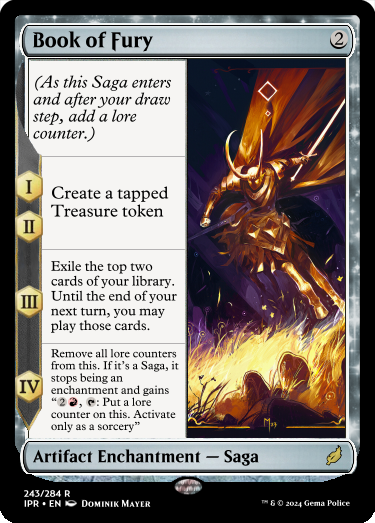 Book of Fury 2
(As this Saga enters
and after your draw
step, add a lore
counter.)
I
II
Create a tapped
Treasure token
III
Exile the top two
cards of your library.
Until the end of your
next turn, you may
play those cards.
IV
Remove all lore counters
from this. If it's a Saga, it
stops being an
enchantment and gains
“2, : Put a lore
counter on this. Activate
only as a sorcery”
Artifact Enchantment — Saga
243/284 R
IPR • EN DOMINIK MAYER
™ & © 2024 Gema Police